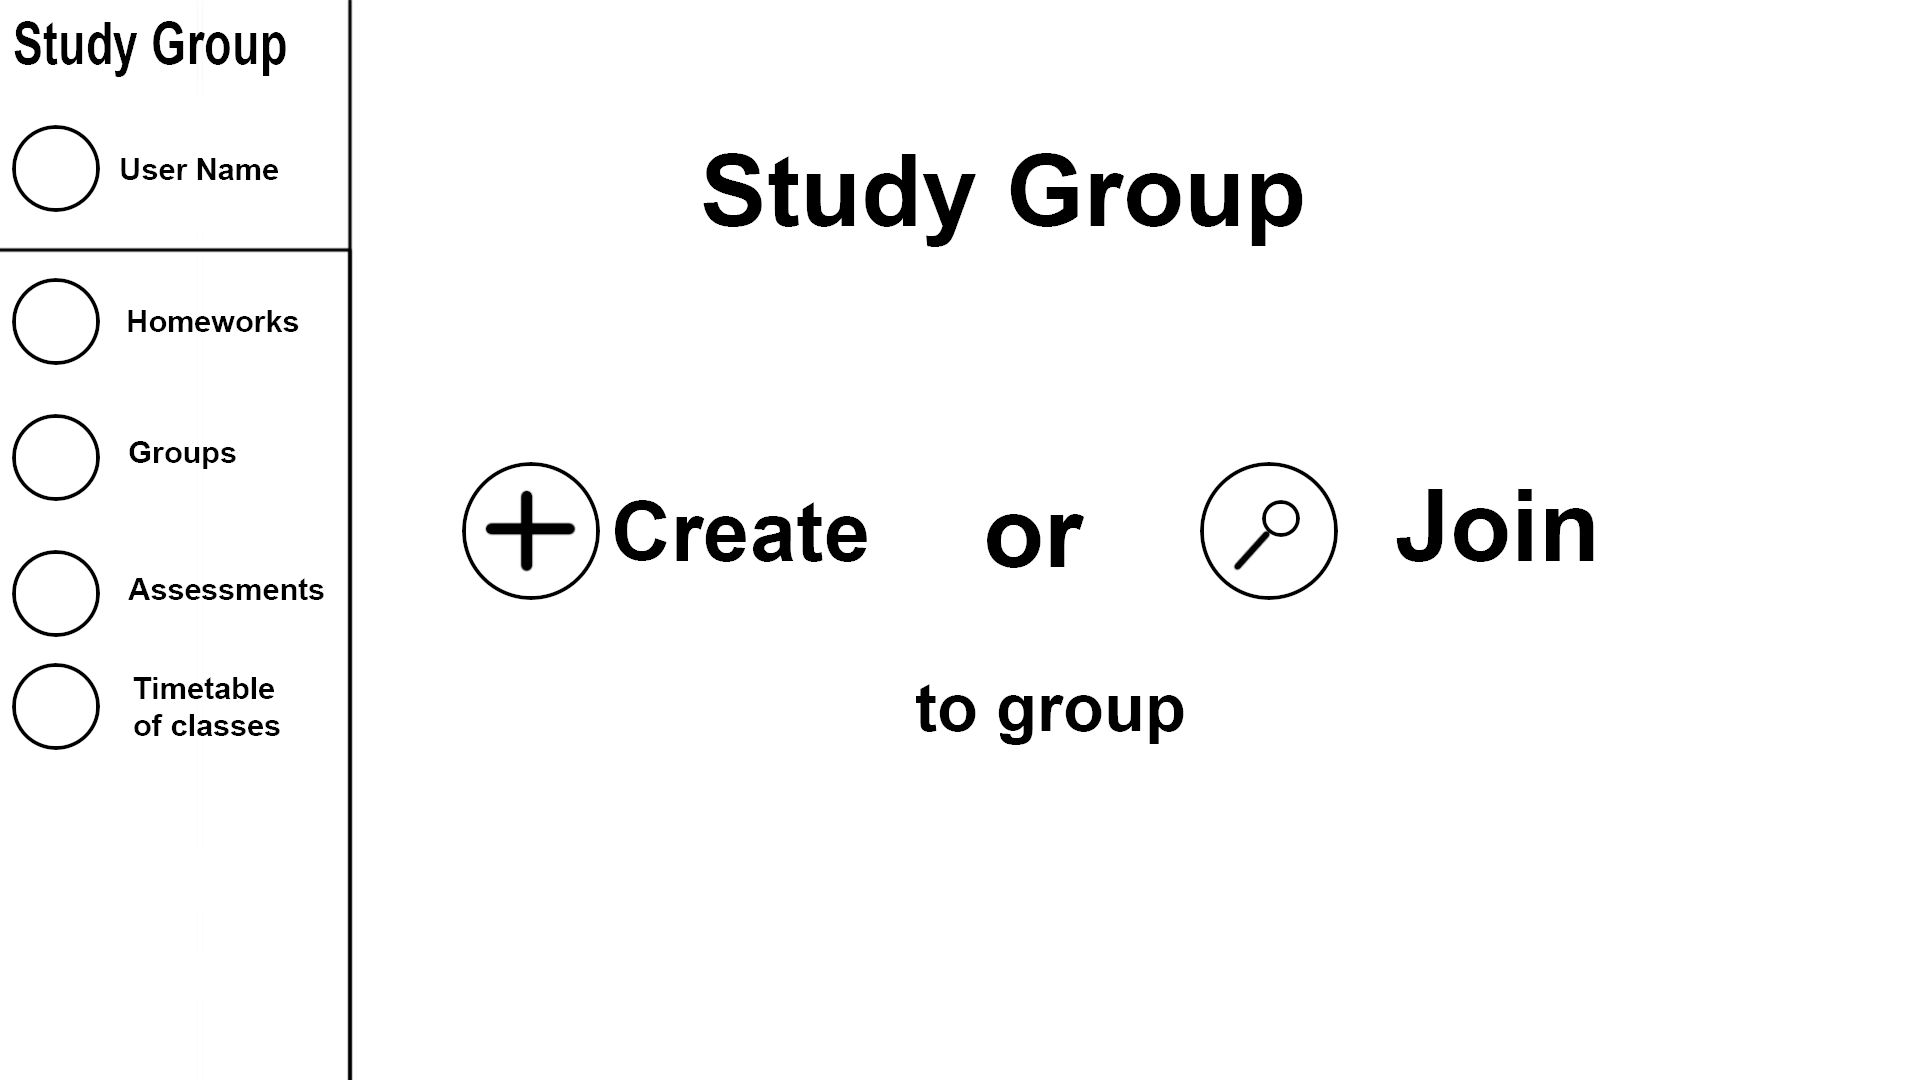 Study Group
User Name
Homeworks
Groups
Assessments
Timetable
of classes
Study Group
Create or Join
to group